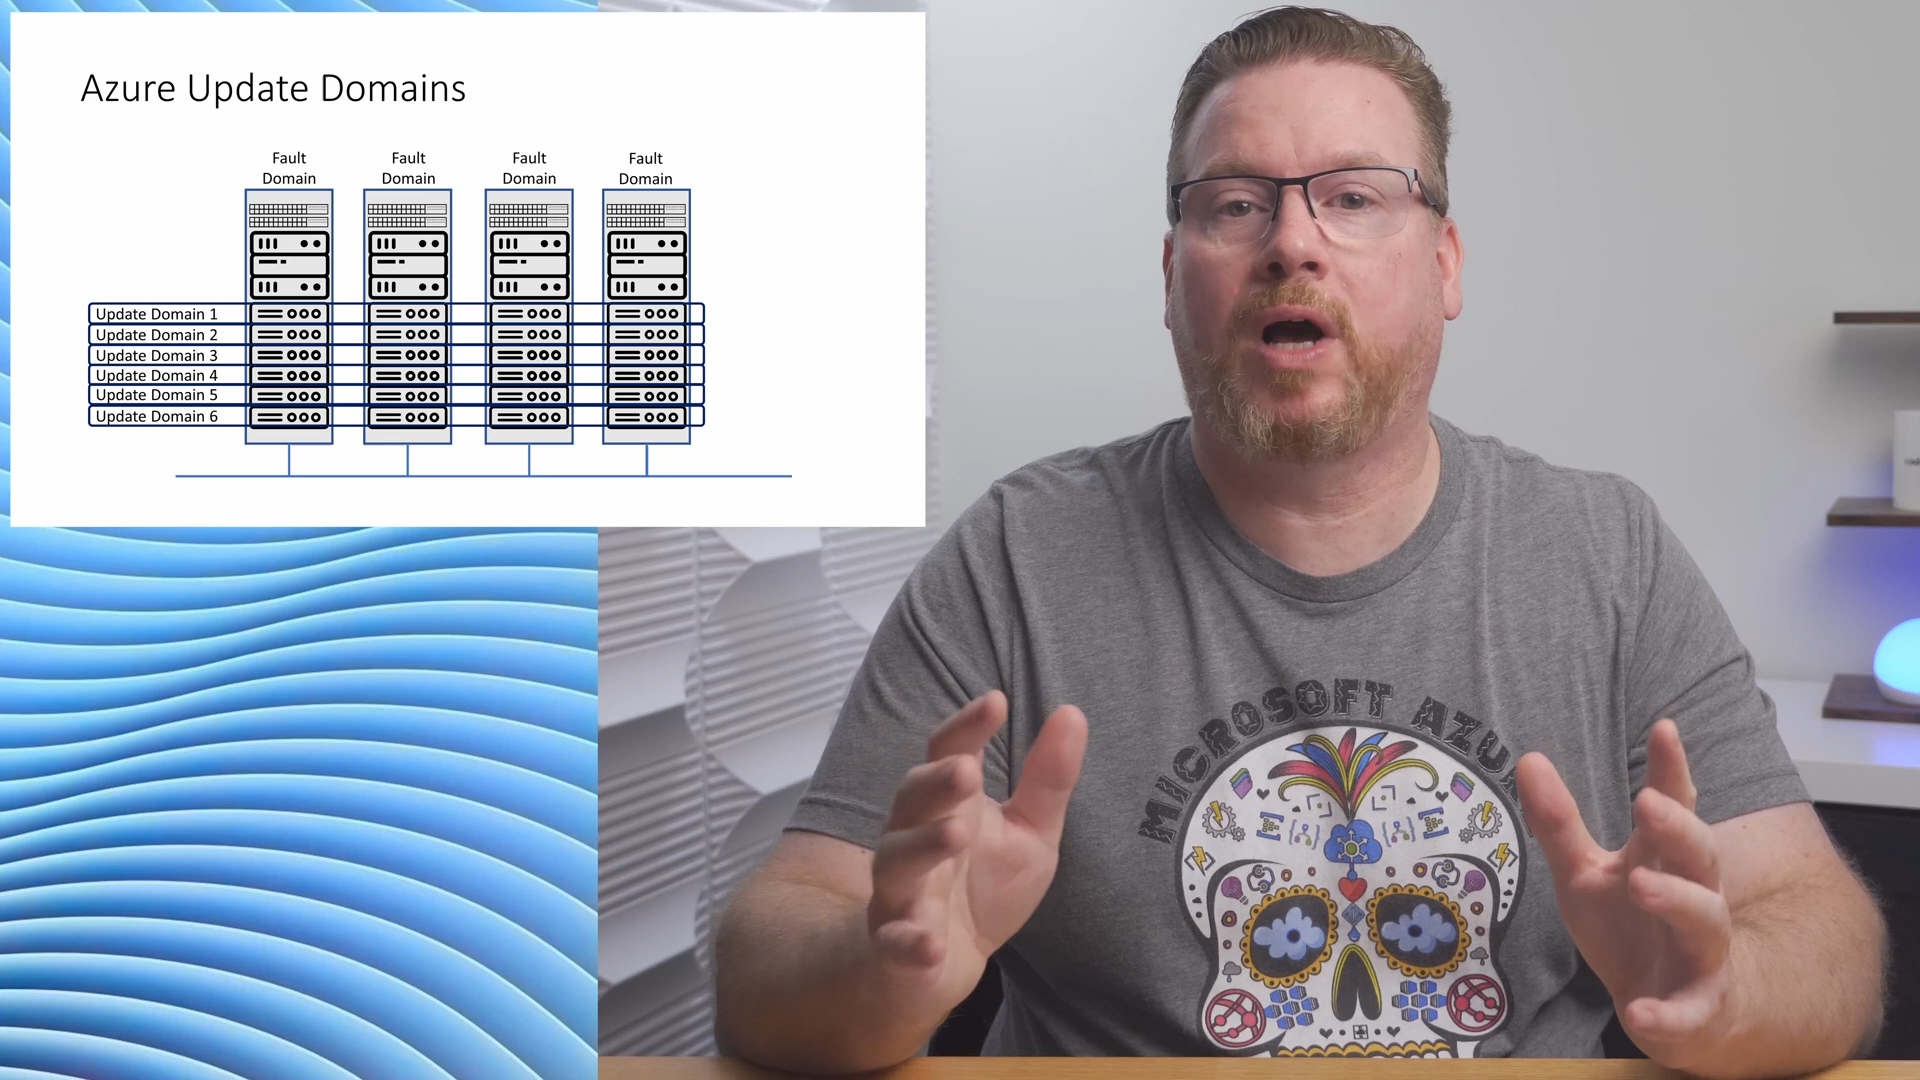 Azure Update Domains
Fault
Domain
Fault
Domain
Fault
Domain
Fault
Domain
Update Domain 1
Update Domain 2
Update Domain 3
Update Domain 4
Update Domain 5
Update Domain 6
MICROSOFT AZURE